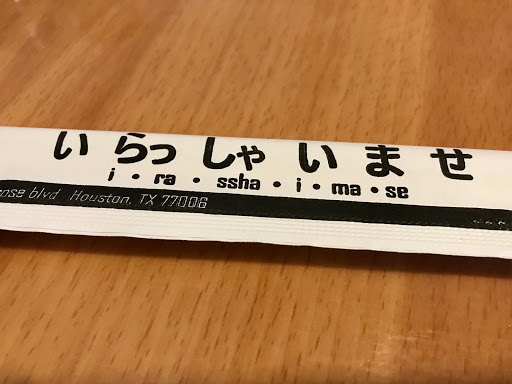 いらっしゃいませ
i・ra・ssha・i・ma・se
blvd Houston, TX 77006